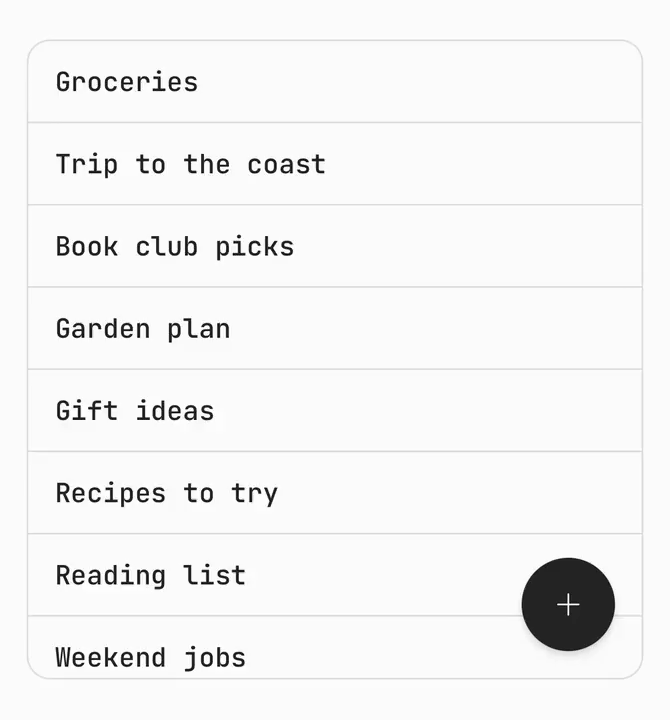 Groceries
Trip to the coast
Book club picks
Garden plan
Gift ideas
Recipes to try
Reading list
Weekend jobs